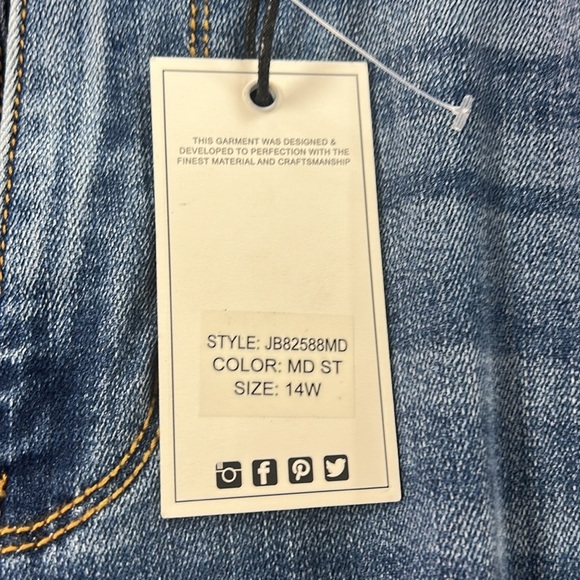 THIS GARMENT WAS DESIGNED &
DEVELOPED TO PERFECTION WITH THE
FINEST MATERIAL AND CRAFTSMANSHIP
STYLE: JB82588MD
COLOR: MD ST
SIZE: 14W